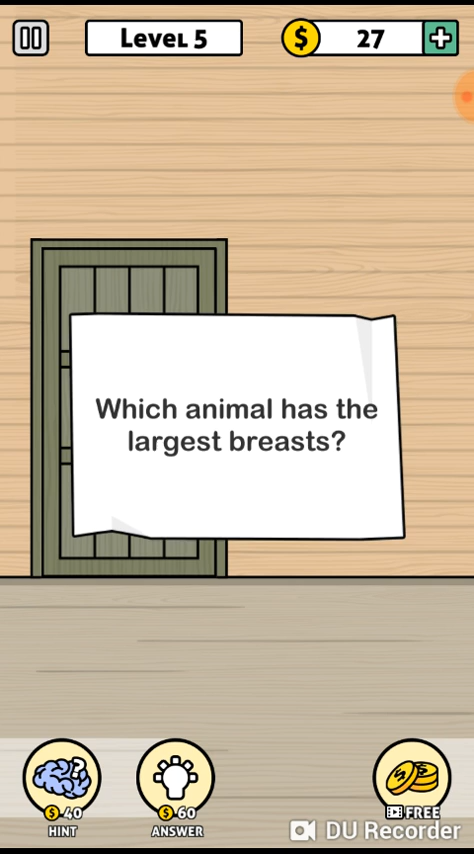 Level 5
$ 27 +
Which animal has the
largest breasts?
$ 40
HINT
$ 60
ANSWER
$ $
FREE
DU Recorder